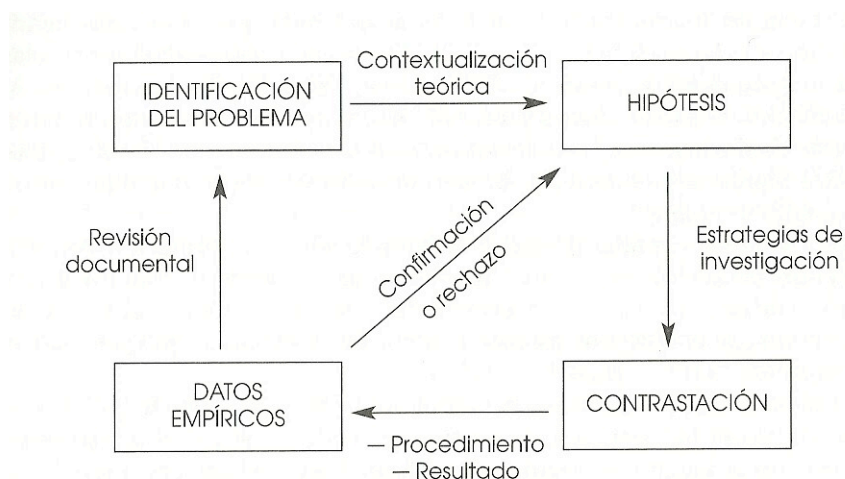 Contextualización
teórica
IDENTIFICACIÓN
DEL PROBLEMA
HIPÓTESIS
Revisión
documental
Confirmación
o rechazo
Estrategias de
investigación
DATOS
EMPÍRICOS
CONTRASTACIÓN
— Procedimiento
— Resultado